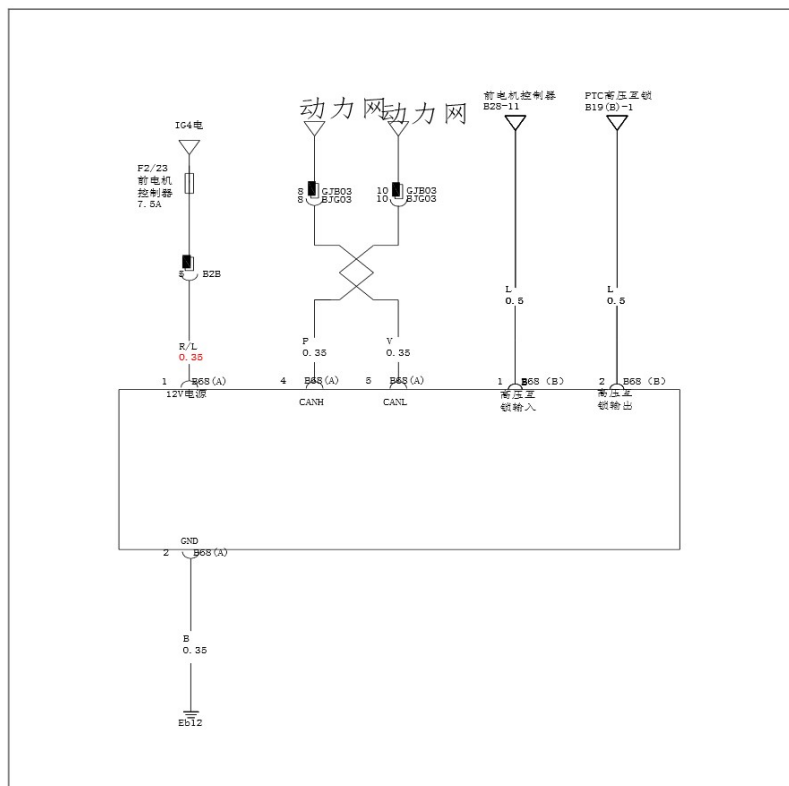 动力网
动力网
前电机控制器
B28-11
PTC高压互锁
B19(B)-1
IG4电
F2/23
前电机
控制器
7.5A
8 GJB03
8 BJG03
10 GJB03
10 BJG03
5 B2B
L
0.5
L
0.5
R/L
0.35
P
0.35
V
0.35
1 B68(A)
12V电源
4 B68(A)
CANH
5 B68(A)
CANL
1 B68 (B)
高压互
锁输入
2 B68 (B)
高压互
锁输出
GND
2 B68(A)
B
0.35
Eb12